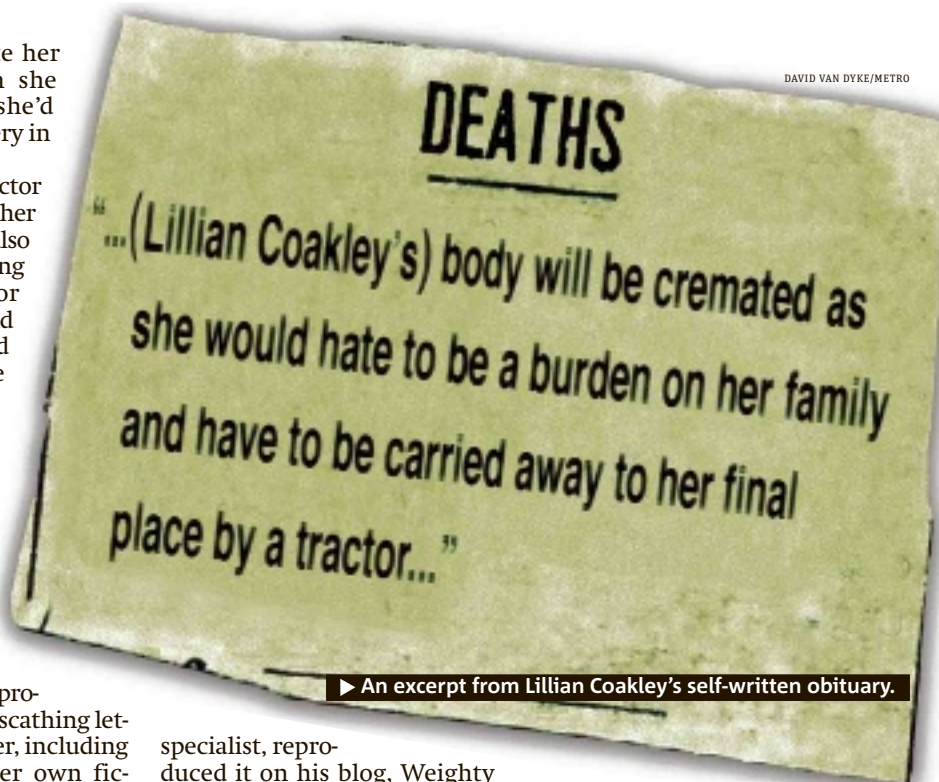 e her
she
she'd
ry in
ctor
her
lso
ng
or
d
d
e
pro-
scathing let-
er, including
er own fic-
DAVID VAN DYKE/METRO
DEATHS
“...(Lillian Coakley's) body will be cremated as
she would hate to be a burden on her family
and have to be carried away to her final
place by a tractor...”
▶ An excerpt from Lillian Coakley’s self-written obituary.
specialist, repro-
duced it on his blog, Weighty